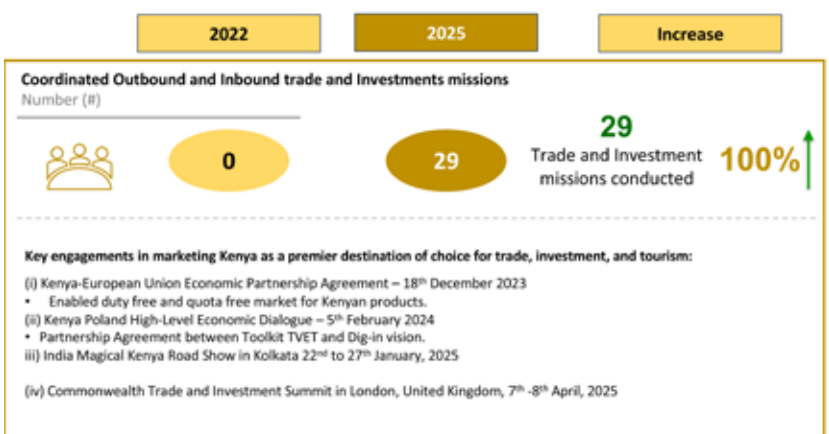 2022 2025 Increase
Coordinated Outbound and Inbound trade and Investments missions
Number (#)
29
0 29 Trade and Investment 100%
missions conducted
Key engagements in marketing Kenya as a premier destination of choice for trade, investment, and tourism:
(i) Kenya-European Union Economic Partnership Agreement – 18th December 2023
• Enabled duty free and quota free market for Kenyan products.
(ii) Kenya Poland High-Level Economic Dialogue – 5th February 2024
• Partnership Agreement between Toolkit TVET and Dig-in vision.
iii) India Magical Kenya Road Show in Kolkata 22nd to 27th January, 2025
(iv) Commonwealth Trade and Investment Summit in London, United Kingdom, 7th -8th April, 2025